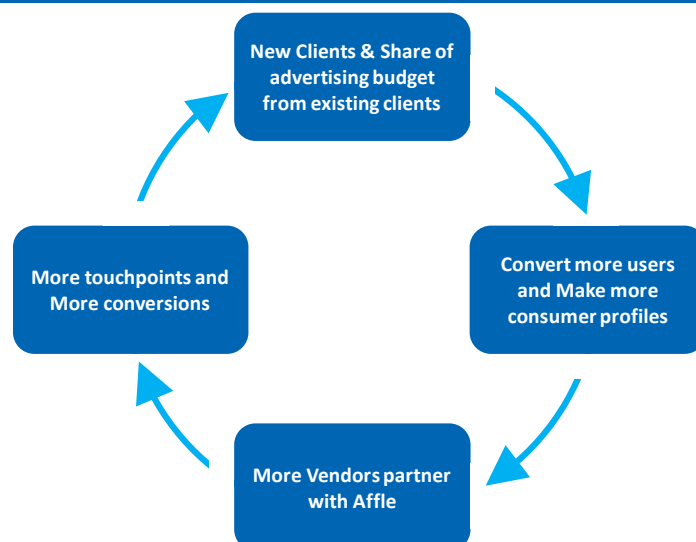 New Clients & Share of
advertising budget
from existing clients
More touchpoints and
More conversions
Convert more users
and Make more
consumer profiles
More Vendors partner
with Affle